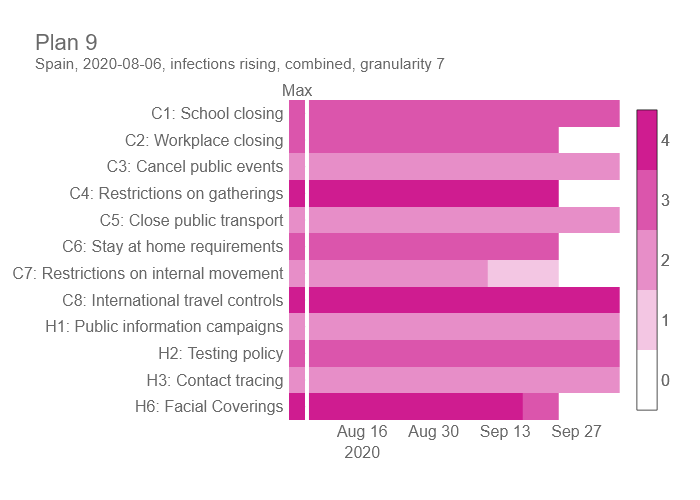 Plan 9
Spain, 2020-08-06, infections rising, combined, granularity 7
Max
C1: School closing
C2: Workplace closing
C3: Cancel public events
C4: Restrictions on gatherings
C5: Close public transport
C6: Stay at home requirements
C7: Restrictions on internal movement
C8: International travel controls
H1: Public information campaigns
H2: Testing policy
H3: Contact tracing
H6: Facial Coverings
Aug 16 Aug 30 Sep 13 Sep 27
2020
4
3
2
1
0